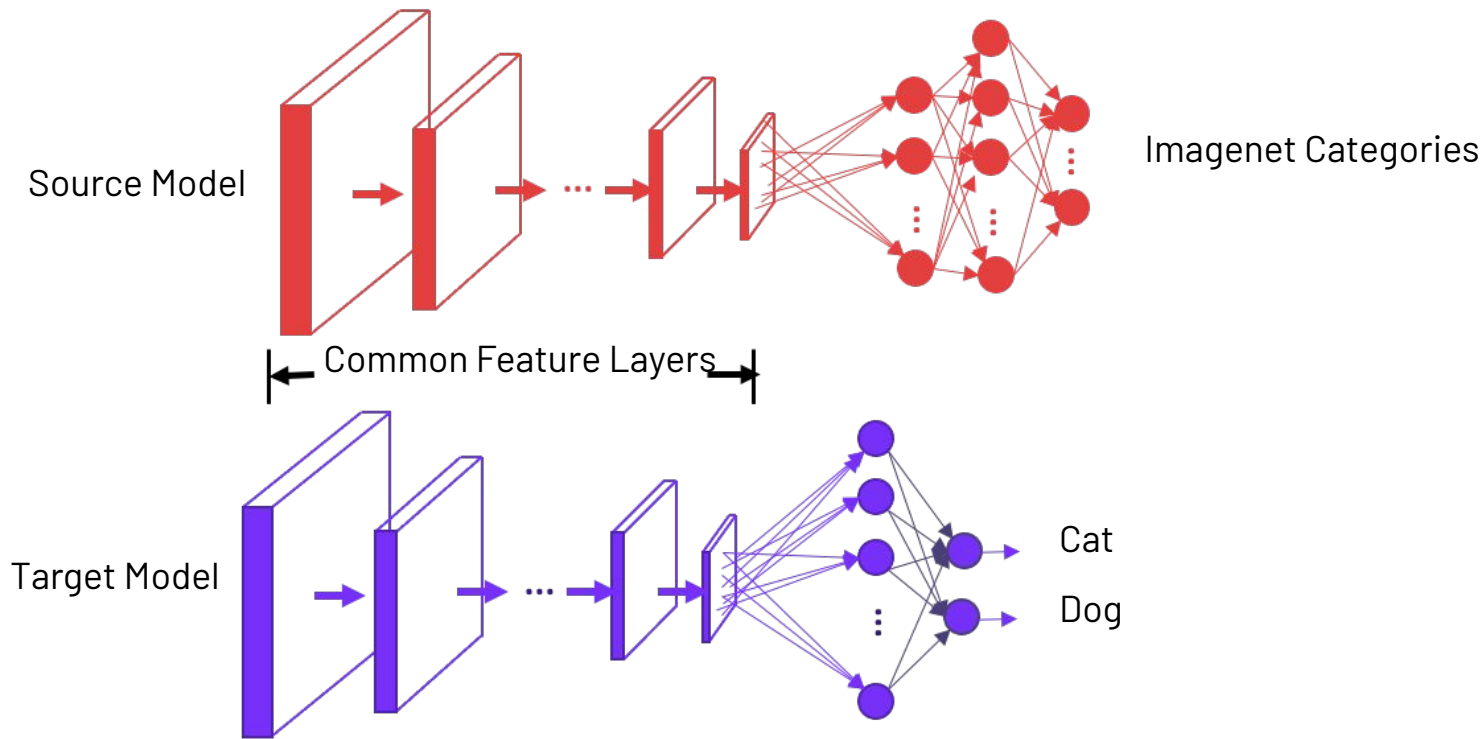 Source Model
Imagenet Categories
Common Feature Layers
Target Model
Cat
Dog